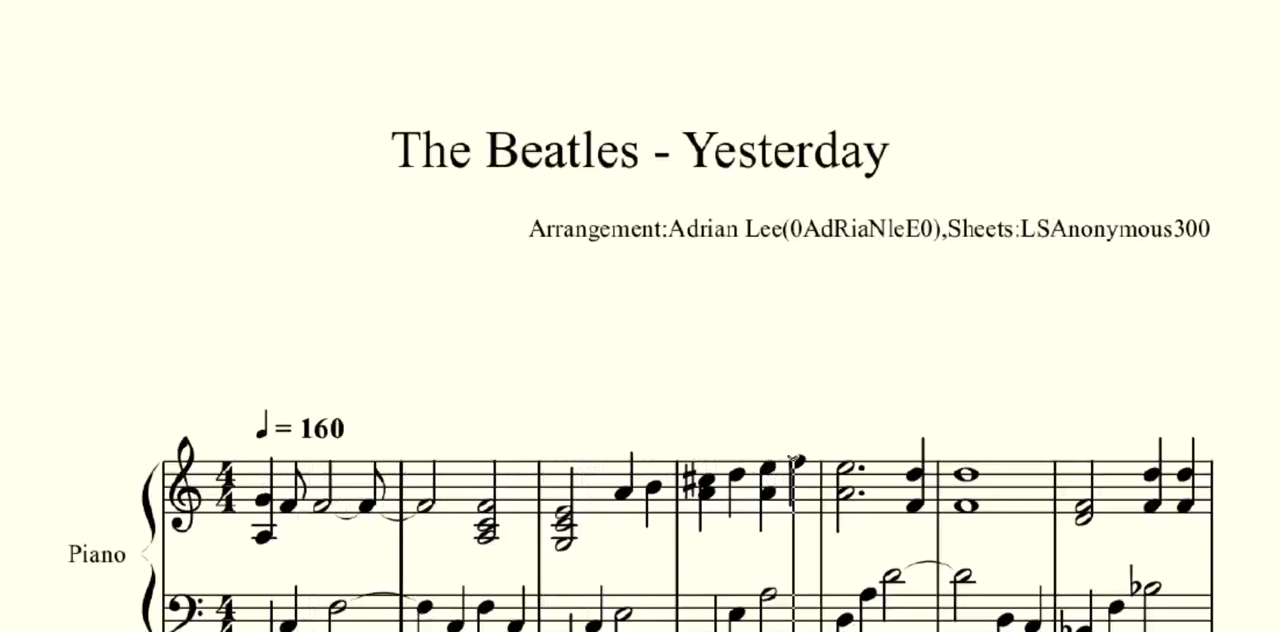 The Beatles - Yesterday
Arrangement:Adrian Lee(0AdRiaNleE0),Sheets:LSAnonymous300
♩ = 160
Piano